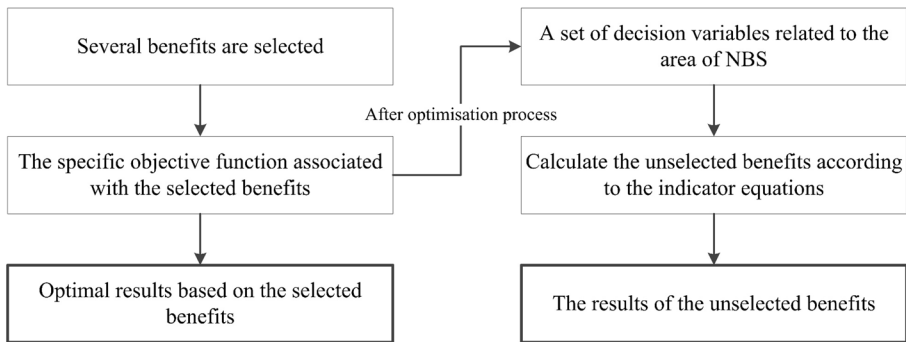 Several benefits are selected
The specific objective function associated
with the selected benefits
Optimal results based on the selected
benefits
After optimisation process
A set of decision variables related to the
area of NBS
Calculate the unselected benefits according
to the indicator equations
The results of the unselected benefits